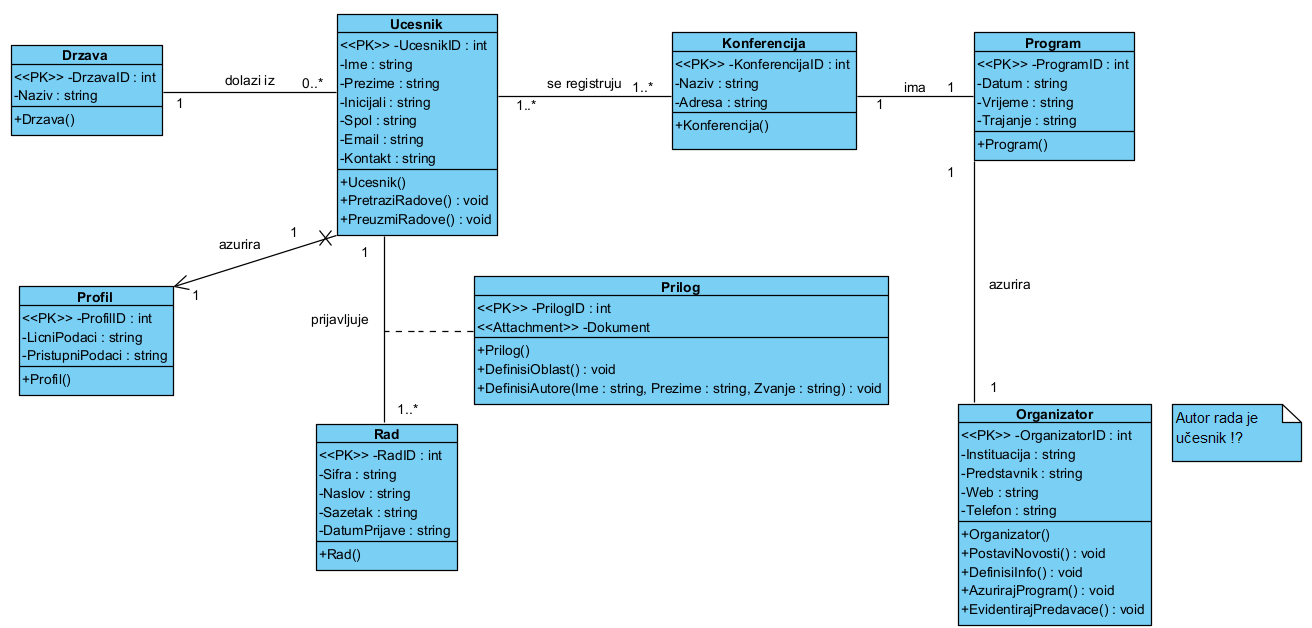 Drzava
<<PK>> -DrzavaID : int
-Naziv : string
+Drzava()
1
dolazi iz
0..*
Ucesnik
<<PK>> -UcesnikID : int
-Ime : string
-Prezime : string
-Inicijali : string
-Spol : string
-Email : string
-Kontakt : string
+Ucesnik()
+PretraziRadove() : void
+PreuzmiRadove() : void
1..*
se registruju
1..*
Konferencija
<<PK>> -KonferencijaID : int
-Naziv : string
-Adresa : string
+Konferencija()
1
ima
1
Program
<<PK>> -ProgramID : int
-Datum : string
-Vrijeme : string
-Trajanje : string
+Program()
1
azurira
1
1
azurira
1
Profil
<<PK>> -ProfilID : int
-LicniPodaci : string
-PristupniPodaci : string
+Profil()
1
prijavljuje
1..*
Prilog
<<PK>> -PrilogID : int
<<Attachment>> -Dokument
+Prilog()
+DefinisiOblast() : void
+DefinisiAutore(Ime : string, Prezime : string, Zvanje : string) : void
Rad
<<PK>> -RadID : int
-Sifra : string
-Naslov : string
-Sazetak : string
-DatumPrijave : string
+Rad()
Organizator
<<PK>> -OrganizatorID : int
-Instituacija : string
-Predstavnik : string
-Web : string
-Telefon : string
+Organizator()
+PostaviNovosti() : void
+DefinisiInfo() : void
+AzurirajProgram() : void
+EvidentirajPredavace() : void
Autor rada je
učesnik !?